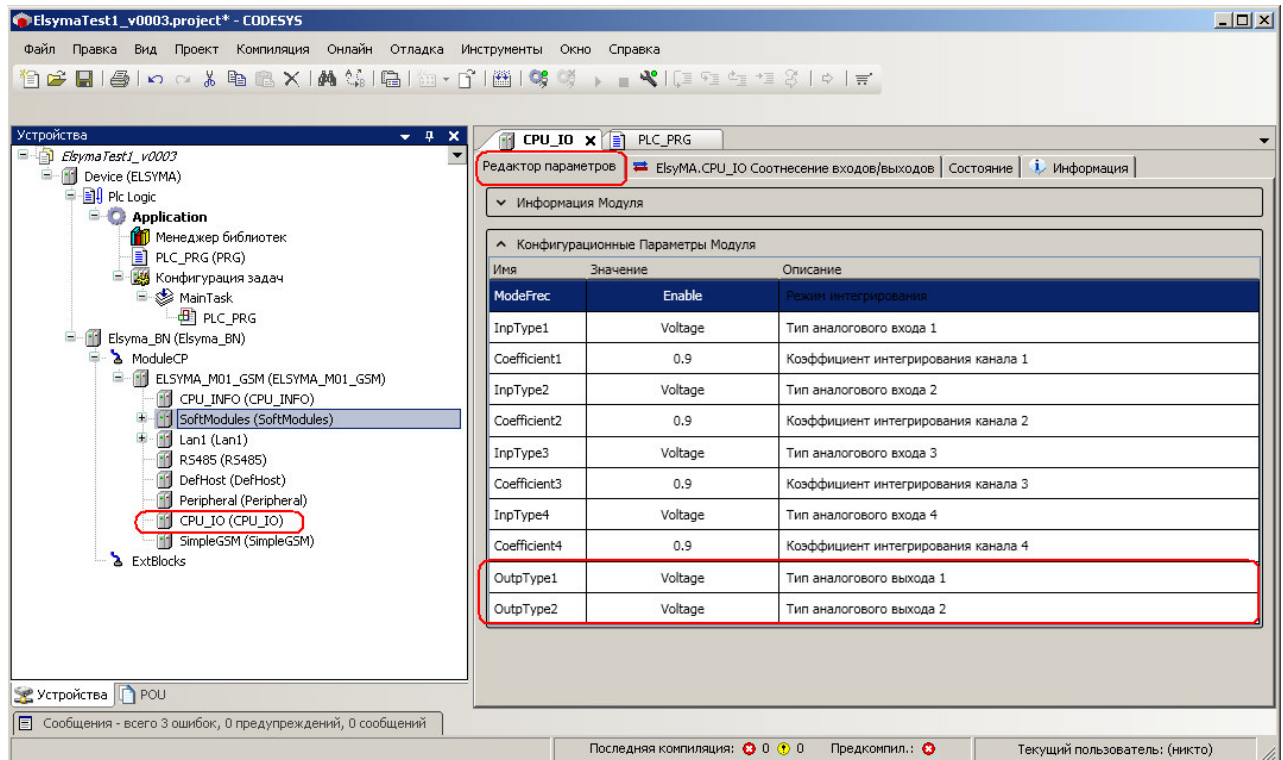 ElsymaTest1_v0003.project* - CODESYS
Файл Правка Вид Проект Компиляция Онлайн Отладка Инструменты Окно Справка
Устройства
ElsymaTest1_v0003
Device (ELSYMA)
Plc Logic
Application
Менеджер библиотек
PLC_PRG (PRG)
Конфигурация задач
MainTask
PLC_PRG
Elsyma_BN (Elsyma_BN)
ModuleCP
ELSYMA_M01_GSM (ELSYMA_M01_GSM)
CPU_INFO (CPU_INFO)
SoftModules (SoftModules)
Lan1 (Lan1)
RS485 (RS485)
DefHost (DefHost)
Peripheral (Peripheral)
CPU_IO (CPU_IO)
SimpleGSM (SimpleGSM)
ExtBlocks
Устройства POU
CPU_IO PLC_PRG
Редактор параметров ElsyMA.CPU_IO Соотнесение входов/выходов Состояние Информация
Информация Модуля
Конфигурационные Параметры Модуля
Имя Значение Описание
ModeFrec Enable Режим интегрирования
InpType1 Voltage Тип аналогового входа 1
Coefficient1 0.9 Коэффициент интегрирования канала 1
InpType2 Voltage Тип аналогового входа 2
Coefficient2 0.9 Коэффициент интегрирования канала 2
InpType3 Voltage Тип аналогового входа 3
Coefficient3 0.9 Коэффициент интегрирования канала 3
InpType4 Voltage Тип аналогового входа 4
Coefficient4 0.9 Коэффициент интегрирования канала 4
OutpType1 Voltage Тип аналогового выхода 1
OutpType2 Voltage Тип аналогового выхода 2
Сообщения - всего 3 ошибок, 0 предупреждений, 0 сообщений
Последняя компиляция: 0 0 Предкомпил.: Текущий пользователь: (никто)